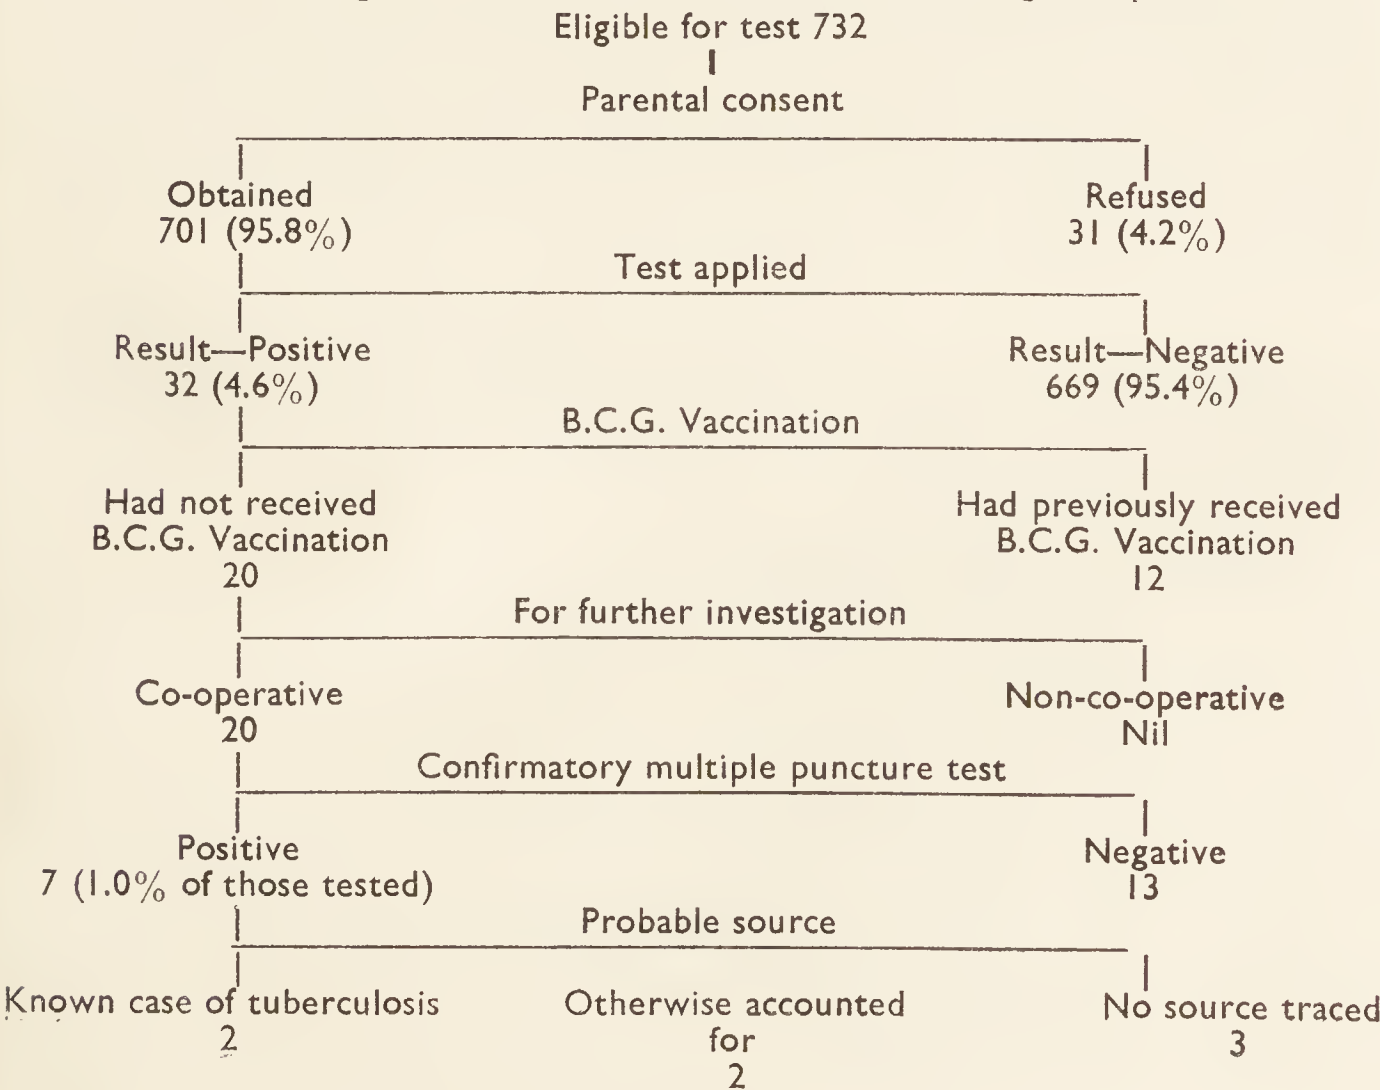 Eligible for test 732
Parental consent
Obtained
701 (95.8%)
Refused
31 (4.2%)
Test applied
Result—Positive
32 (4.6%)
Result—Negative
669 (95.4%)
B.C.G. Vaccination
Had not received
B.C.G. Vaccination
20
Had previously received
B.C.G. Vaccination
12
For further investigation
Co-operative
20
Non-co-operative
Nil
Confirmatory multiple puncture test
Positive
7 (1.0% of those tested)
Negative
13
Probable source
Known case of tuberculosis
2
Otherwise accounted
for
2
No source traced
3